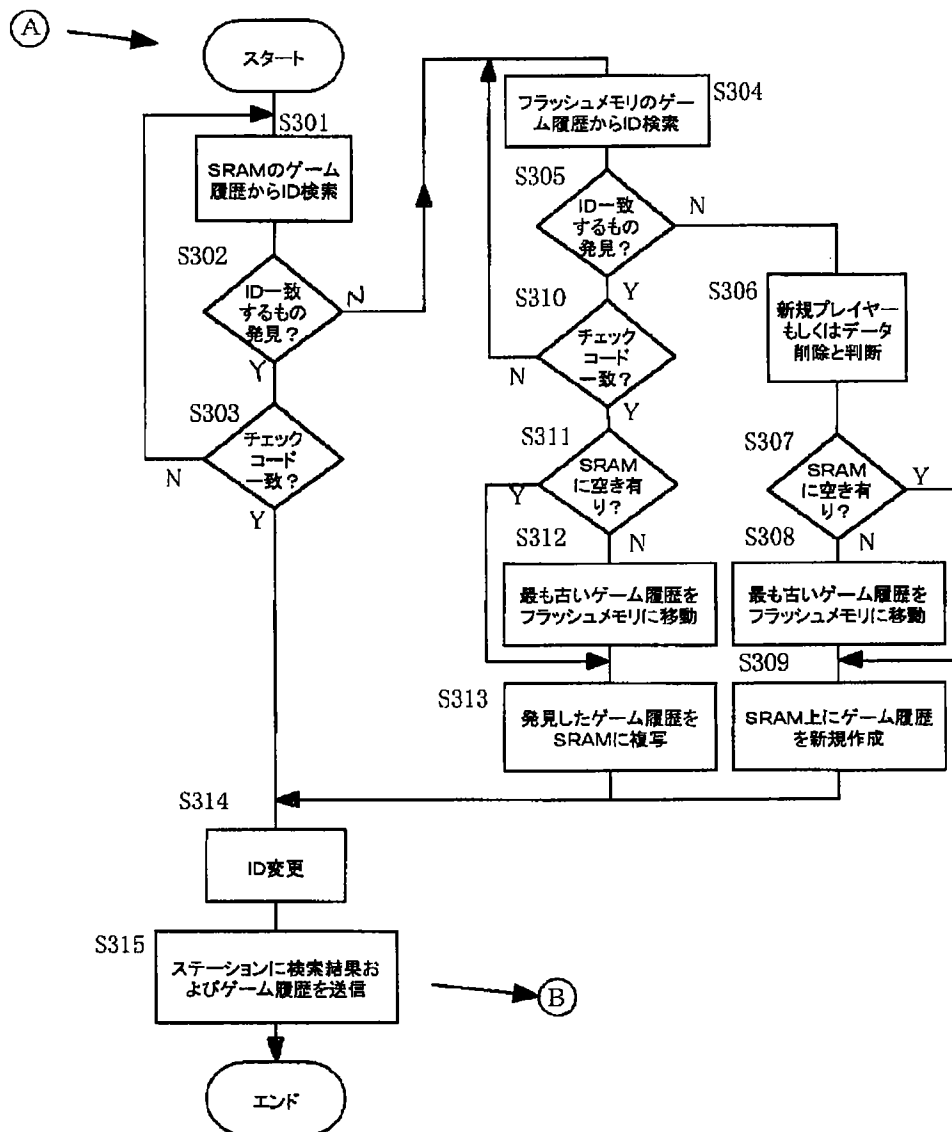 A
スタート
S301
SRAMのゲーム
履歴からID検索
S302
ID一致
するもの
発見?
N
Y
S303
チェック
コード
一致?
N
Y
S304
フラッシュメモリのゲー
ム履歴からID検索
S305
ID一致
するもの
発見?
N
Y
S306
新規プレイヤー
もしくはデータ
削除と判断
S310
チェック
コード
一致?
N
Y
S307
SRAM
に空き有
り?
Y
N
S311
SRAM
に空き有
り?
Y
N
S312
最も古いゲーム履歴を
フラッシュメモリに移動
S308
最も古いゲーム履歴を
フラッシュメモリに移動
S313
発見したゲーム履歴を
SRAMに複写
S309
SRAM上にゲーム履歴
を新規作成
S314
ID変更
S315
ステーションに検索結果お
よびゲーム履歴を送信
B
エンド